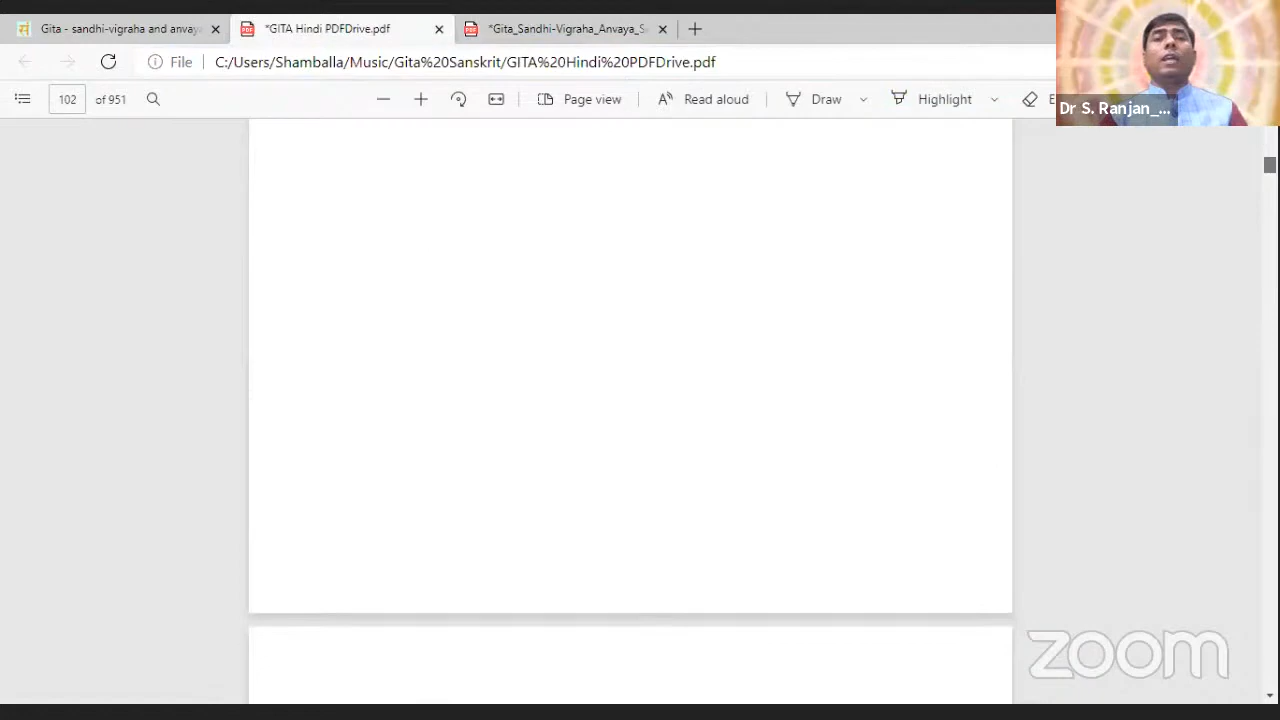 Gita - sandhi-vigraha and anvaya
*GITA Hindi PDFDrive.pdf
*Gita_Sandhi-Vigraha_Anvaya_S
File
C:/Users/Shamballa/Music/Gita%20Sanskrit/GITA%20Hindi%20PDFDrive.pdf
102 of 951
Page view
Read aloud
Draw
Highlight
E
Dr S. Ranjan_...
zoom